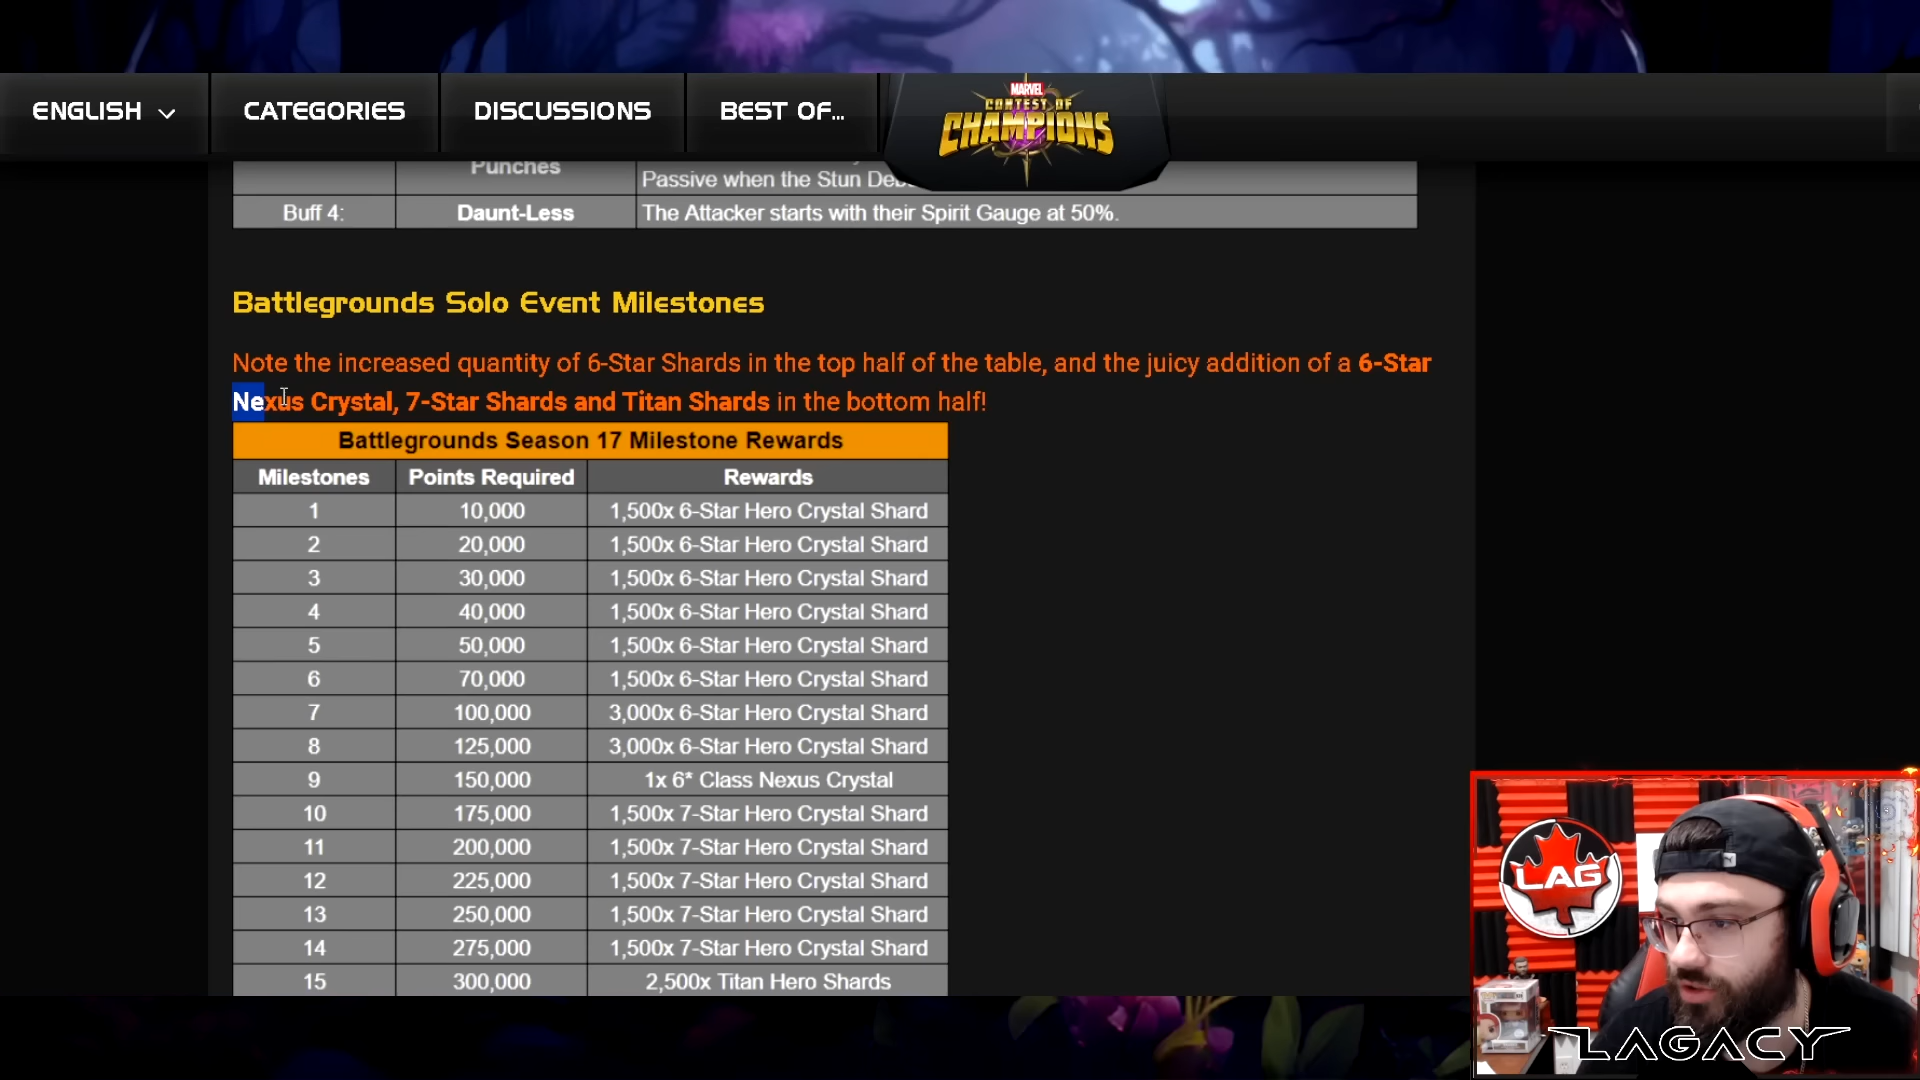 ENGLISH CATEGORIES DISCUSSIONS BEST OF...
MARVEL
CONTEST OF
CHAMPIONS
Punches
Passive when the Stun
Buff 4: Daunt-Less The Attacker starts with their Spirit Gauge at 50%.
Battlegrounds Solo Event Milestones
Note the increased quantity of 6-Star Shards in the top half of the table, and the juicy addition of a 6-Star
Nexus Crystal, 7-Star Shards and Titan Shards in the bottom half!
Battlegrounds Season 17 Milestone Rewards
Milestones Points Required Rewards
1 10,000 1,500x 6-Star Hero Crystal Shard
2 20,000 1,500x 6-Star Hero Crystal Shard
3 30,000 1,500x 6-Star Hero Crystal Shard
4 40,000 1,500x 6-Star Hero Crystal Shard
5 50,000 1,500x 6-Star Hero Crystal Shard
6 70,000 1,500x 6-Star Hero Crystal Shard
7 100,000 3,000x 6-Star Hero Crystal Shard
8 125,000 3,000x 6-Star Hero Crystal Shard
9 150,000 1x 6* Class Nexus Crystal
10 175,000 1,500x 7-Star Hero Crystal Shard
11 200,000 1,500x 7-Star Hero Crystal Shard
12 225,000 1,500x 7-Star Hero Crystal Shard
13 250,000 1,500x 7-Star Hero Crystal Shard
14 275,000 1,500x 7-Star Hero Crystal Shard
15 300,000 2,500x Titan Hero Shards
LAG
LAGACY